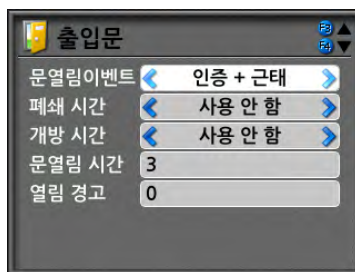 출입문 F3
F4
문열림이벤트 인증 + 근태
폐쇄 시간 사용 안 함
개방 시간 사용 안 함
문열림 시간 3
열림 경고 0